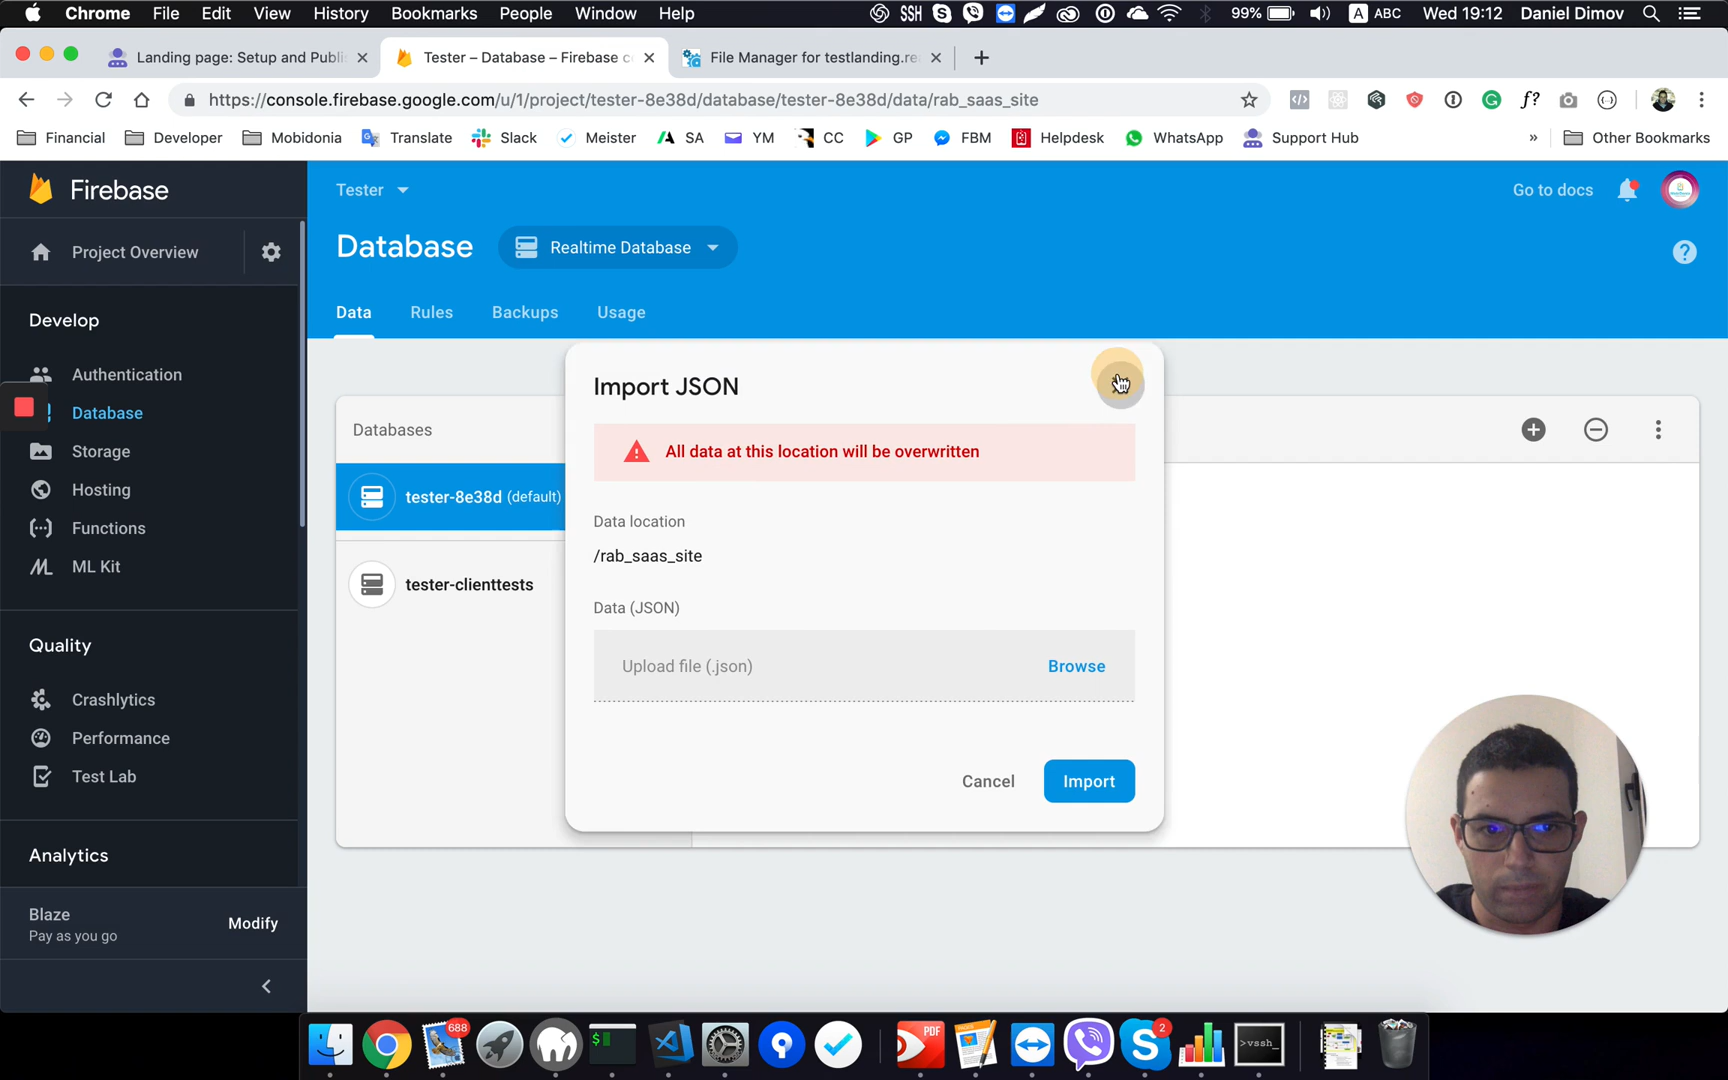 Chrome File Edit View History Bookmarks People Window Help SSH 99% A ABC Wed 19:12 Daniel Dimov
Landing page: Setup and Publi
Tester – Database – Firebase c
File Manager for testlanding.re
https://console.firebase.google.com/u/1/project/tester-8e38d/database/tester-8e38d/data/rab_saas_site
f?
Financial Developer Mobidonia Translate Slack Meister SA YM CC GP FBM Helpdesk WhatsApp Support Hub » Other Bookmarks
Firebase
Project Overview
Develop
Authentication
Database
Storage
Hosting
Functions
ML Kit
Quality
Crashlytics
Performance
Test Lab
Analytics
Blaze
Pay as you go
Modify
Tester
Go to docs
Database
Realtime Database
Data Rules Backups Usage
Databases
tester-8e38d (default)
tester-clienttests
Import JSON
All data at this location will be overwritten
Data location
/rab_saas_site
Data (JSON)
Upload file (.json)
Browse
Cancel
Import
688
$
PDF
S
2
>vssh_